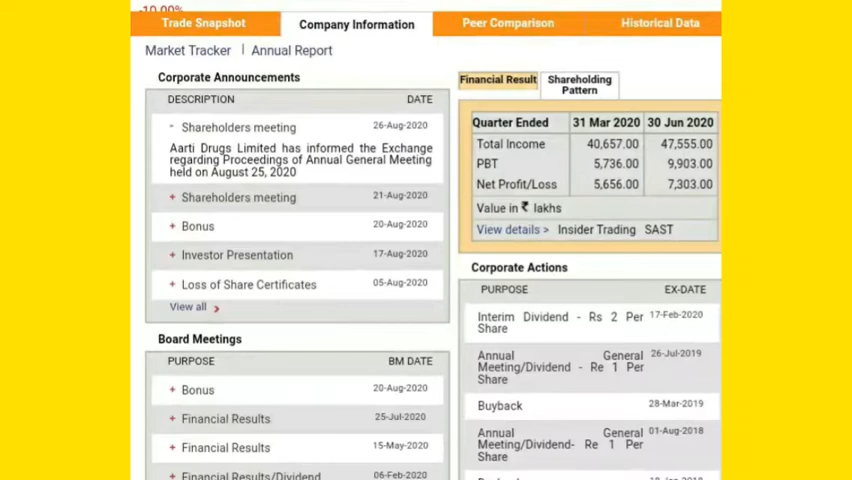 -10.00%
Trade Snapshot Company Information Peer Comparison Historical Data
Market Tracker | Annual Report
Corporate Announcements
DESCRIPTION DATE
- Shareholders meeting 26-Aug-2020
Aarti Drugs Limited has informed the Exchange
regarding Proceedings of Annual General Meeting
held on August 25, 2020
+ Shareholders meeting 21-Aug-2020
+ Bonus 20-Aug-2020
+ Investor Presentation 17-Aug-2020
+ Loss of Share Certificates 05-Aug-2020
View all >
Board Meetings
PURPOSE BM DATE
+ Bonus 20-Aug-2020
+ Financial Results 25-Jul-2020
+ Financial Results 15-May-2020
+ Financial Results/Dividend 06-Feb-2020
Financial Result Shareholding
Pattern
Quarter Ended 31 Mar 2020 30 Jun 2020
Total Income 40,657.00 47,555.00
PBT 5,736.00 9,903.00
Net Profit/Loss 5,656.00 7,303.00
Value in ₹ lakhs
View details > Insider Trading SAST
Corporate Actions
PURPOSE EX-DATE
Interim Dividend - Rs 2 Per 17-Feb-2020
Share
Annual General 26-Jul-2019
Meeting/Dividend - Re 1 Per
Share
Buyback 28-Mar-2019
Annual General 01-Aug-2018
Meeting/Dividend- Re 1 Per
Share